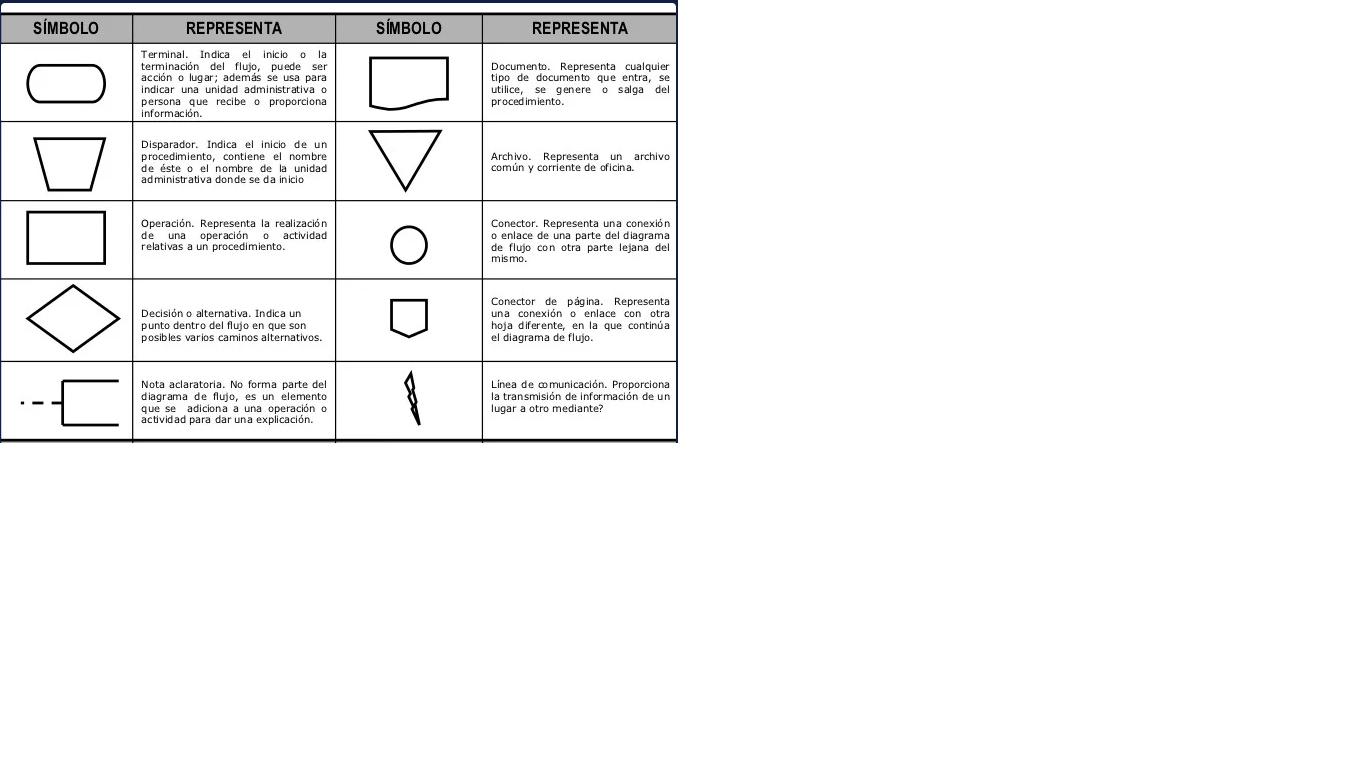 SÍMBOLO
REPRESENTA
SÍMBOLO
REPRESENTA
Terminal. Indica el inicio o la
terminación del flujo, puede ser
acción o lugar; además se usa para
indicar una unidad administrativa o
persona que recibe o proporciona
información.
Documento. Representa cualquier
tipo de documento que entra, se
utilice, se genere o salga del
procedimiento.
Disparador. Indica el inicio de un
procedimiento, contiene el nombre
de éste o el nombre de la unidad
administrativa donde se da inicio
Archivo. Representa un archivo
común y corriente de oficina.
Operación. Representa la realización
de una operación o actividad
relativas a un procedimiento.
Conector. Representa una conexión
o enlace de una parte del diagrama
de flujo con otra parte lejana del
mismo.
Decisión o alternativa. Indica un
punto dentro del flujo en que son
posibles varios caminos alternativos.
Conector de página. Representa
una conexión o enlace con otra
hoja diferente, en la que continúa
el diagrama de flujo.
Nota aclaratoria. No forma parte del
diagrama de flujo, es un elemento
que se adiciona a una operación o
actividad para dar una explicación.
Línea de comunicación. Proporciona
la transmisión de información de un
lugar a otro mediante?